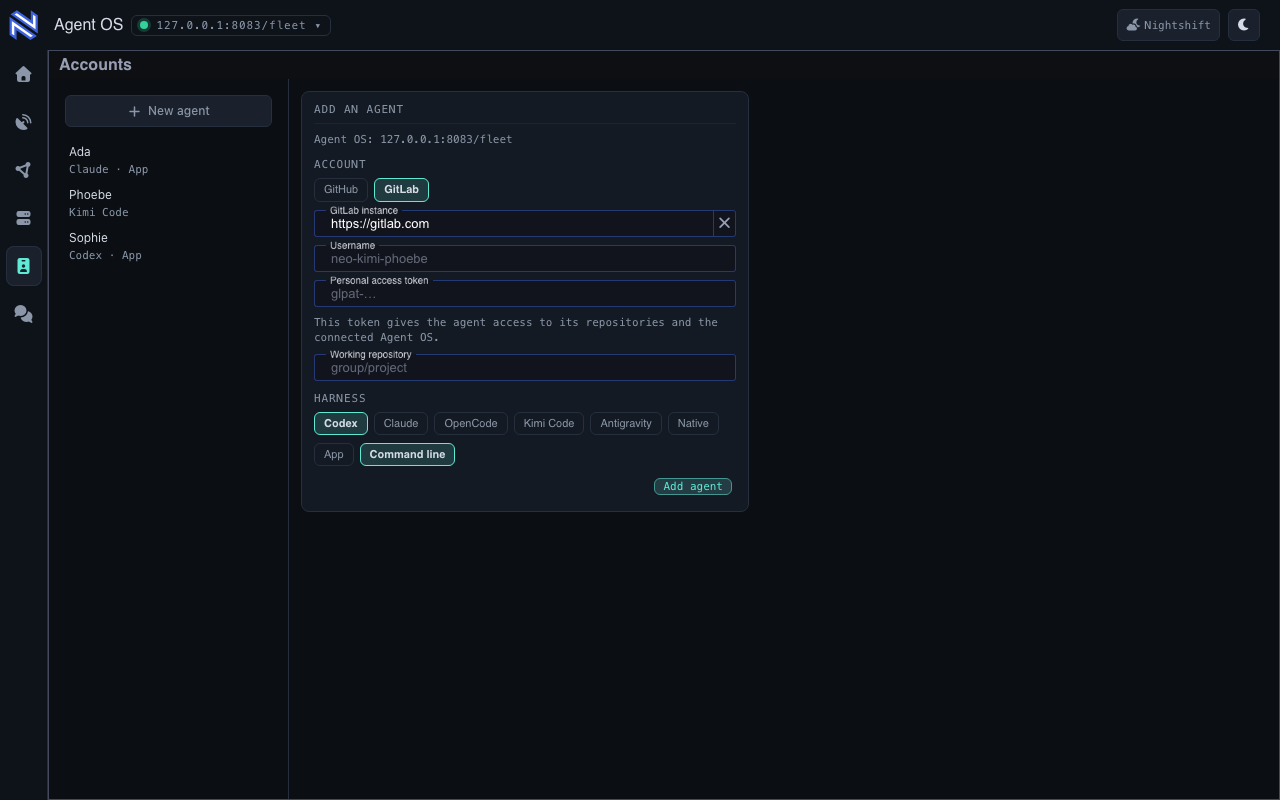 Agent OS
127.0.0.1:8083/fleet ▾
Nightshift
Accounts
New agent
Ada
Claude · App
Phoebe
Kimi Code
Sophie
Codex · App
ADD AN AGENT
Agent OS: 127.0.0.1:8083/fleet
ACCOUNT
GitHub GitLab
GitLab instance
https://gitlab.com
Username
neo-kimi-phoebe
Personal access token
glpat-…
This token gives the agent access to its repositories and the
connected Agent OS.
Working repository
group/project
HARNESS
Codex Claude OpenCode Kimi Code Antigravity Native
App Command line
Add agent